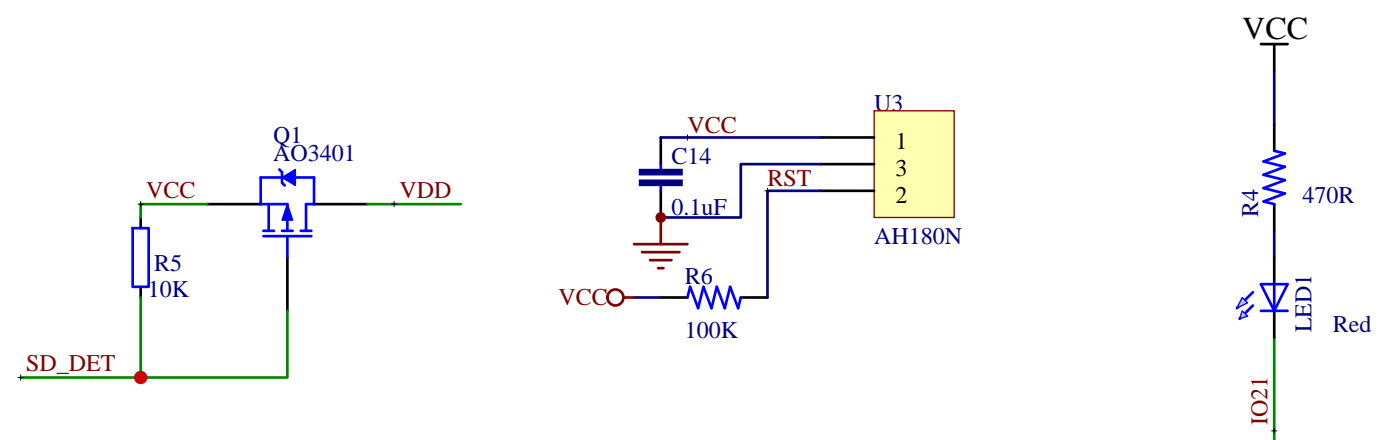 Q1
AO3401
VCC
VDD
R5
10K
SD_DET
U3
VCC
1
C14
3
RST
2
0.1uF
AH180N
R6
VCC
100K
VCC
R4
470R
LED1
Red
IO21